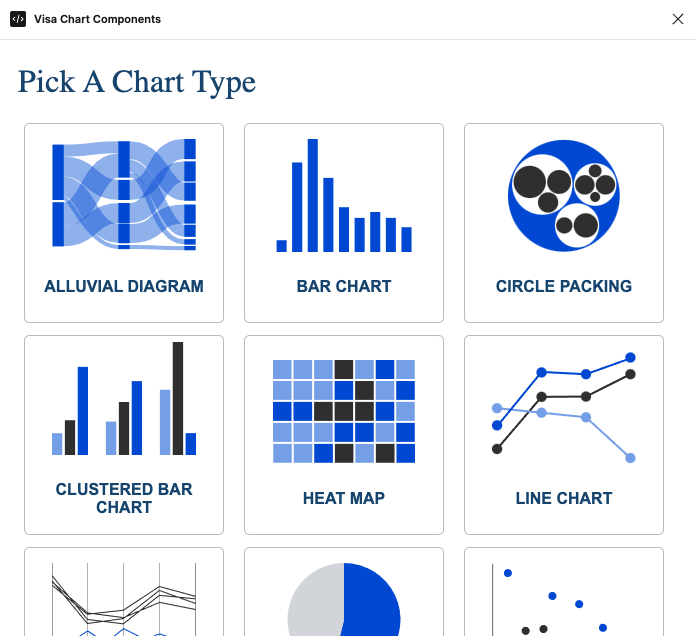 Visa Chart Components
Pick A Chart Type
ALLUVIAL DIAGRAM
BAR CHART
CIRCLE PACKING
CLUSTERED BAR
CHART
HEAT MAP
LINE CHART